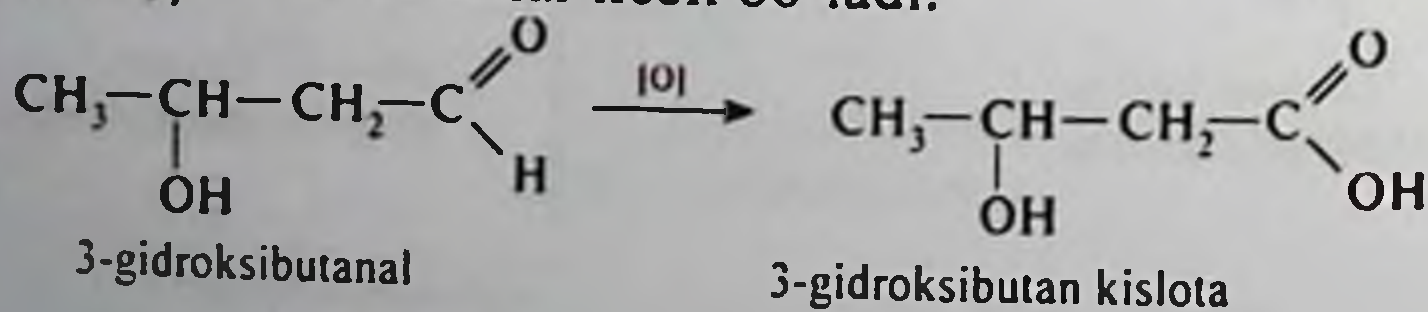 O
CH₃—CH—CH₂—C
H
OH
3-gidroksibutanal
[O]
O
CH₃—CH—CH₂—C
OH
OH
3-gidroksibutan kislota